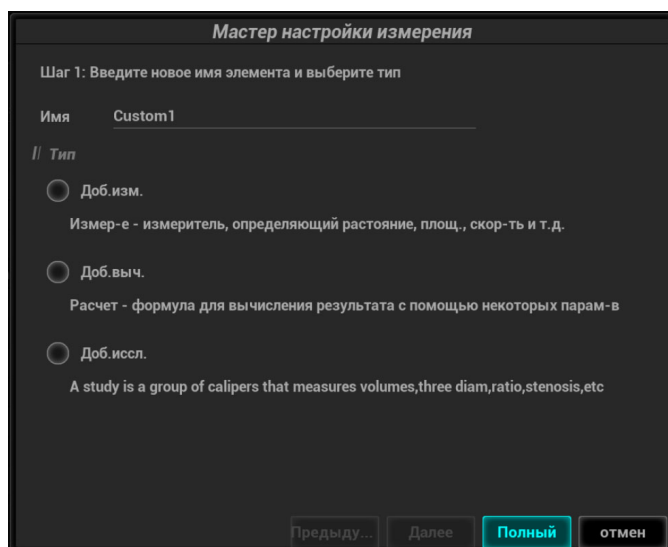 Мастер настройки измерения
Шаг 1: Введите новое имя элемента и выберите тип
Имя Custom1
Тип
Доб.изм.
Измер-е - измеритель, определяющий растояние, площ., скор-ть и т.д.
Доб.выч.
Расчет - формула для вычисления результата с помощью некоторых парам-в
Доб.иссл.
A study is a group of calipers that measures volumes,three diam,ratio,stenosis,etc
Предыду... Далее Полный отмен